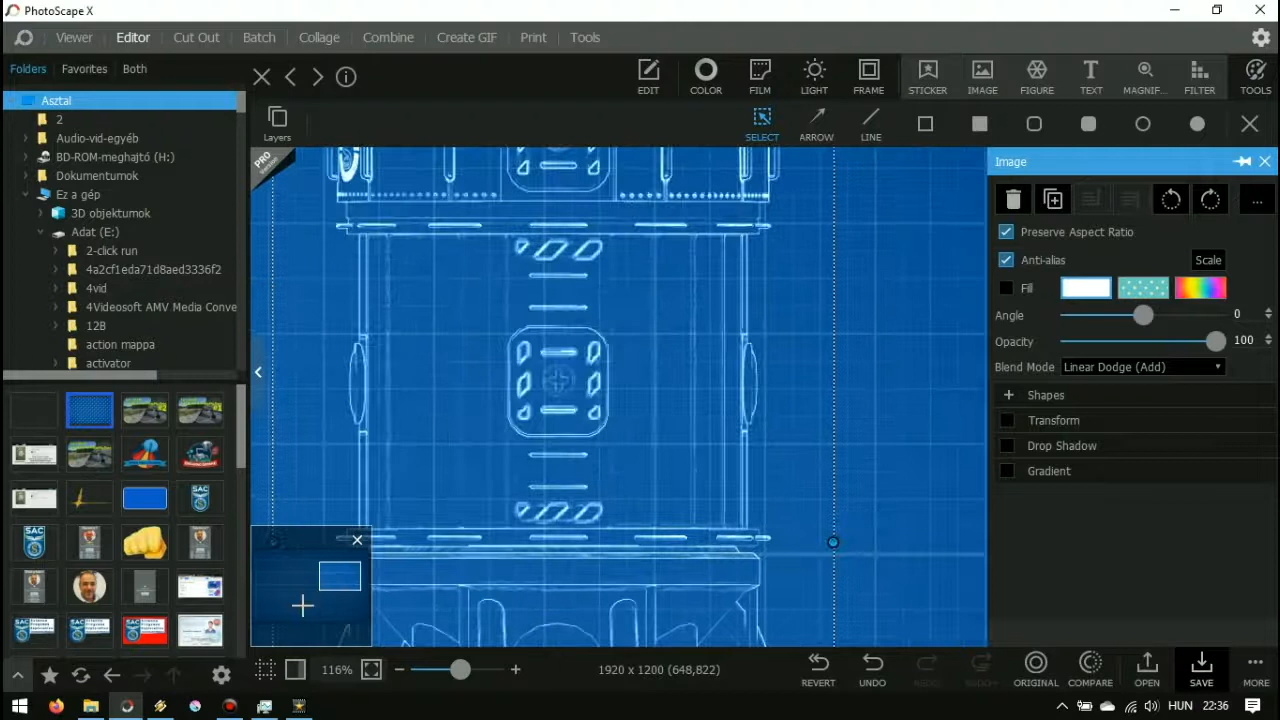 PhotoScape X
Viewer Editor Cut Out Batch Collage Combine Create GIF Print Tools
Folders Favorites Both
EDIT COLOR FILM LIGHT FRAME STICKER IMAGE FIGURE TEXT MAGNIF... FILTER TOOLS
Layers SELECT ARROW LINE
PRO
Version
Asztal
2
Audio-vid-egyéb
BD-ROM-meghajtó (H:)
Dokumentumok
Ez a gép
3D objektumok
Adat (E:)
2-click run
4a2cf1eda71d8aed3336f2
4vid
4Videosoft AMV Media Conve
12B
action mappa
activator
Image
...
Preserve Aspect Ratio
Anti-alias Scale
Fill
Angle 0
Opacity 100
Blend Mode Linear Dodge (Add)
Shapes
Transform
Drop Shadow
Gradient
116% 1920 x 1200 (648,822)
REVERT UNDO REDO REDO+ ORIGINAL COMPARE OPEN SAVE MORE
HUN 22:36